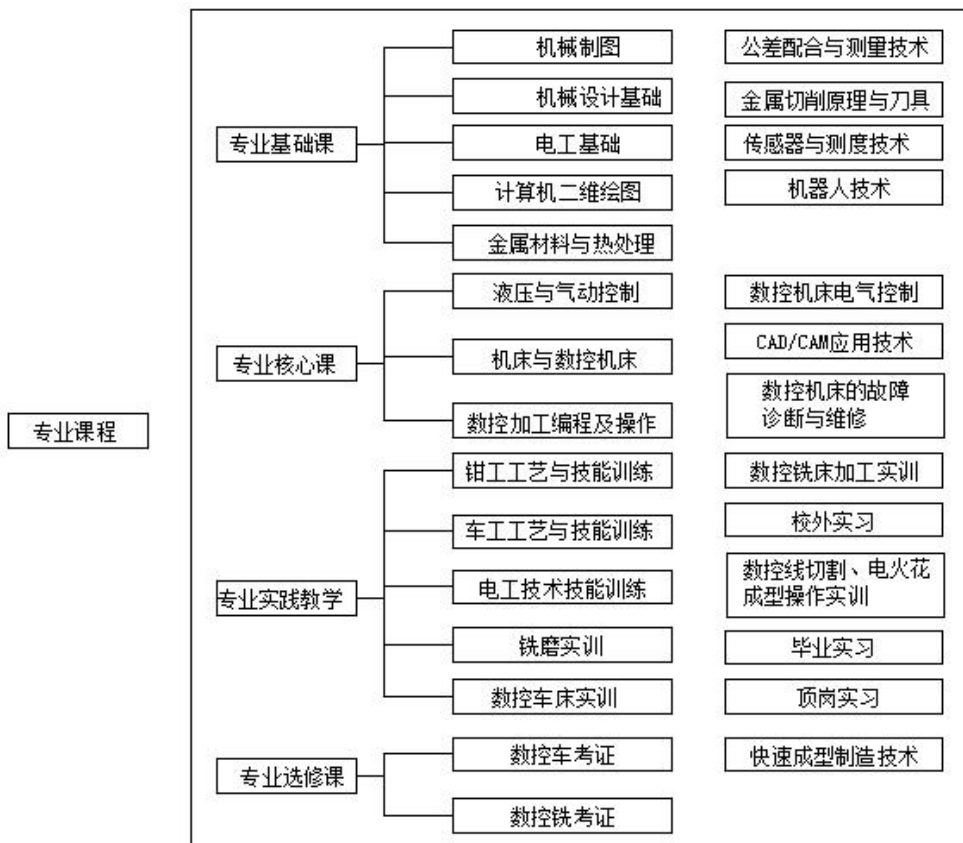 专业课程
专业基础课
机械制图
公差配合与测量技术
机械设计基础
金属切削原理与刀具
电工基础
传感器与测度技术
计算机二维绘图
机器人技术
金属材料与热处理
专业核心课
液压与气动控制
数控机床电气控制
机床与数控机床
CAD/CAM应用技术
数控加工编程及操作
数控机床的故障
诊断与维修
专业实践教学
钳工工艺与技能训练
数控铣床加工实训
车工工艺与技能训练
校外实习
电工技术技能训练
数控线切割、电火花
成型操作实训
铣磨实训
毕业实习
数控车床实训
顶岗实习
专业选修课
数控车考证
快速成型制造技术
数控铣考证